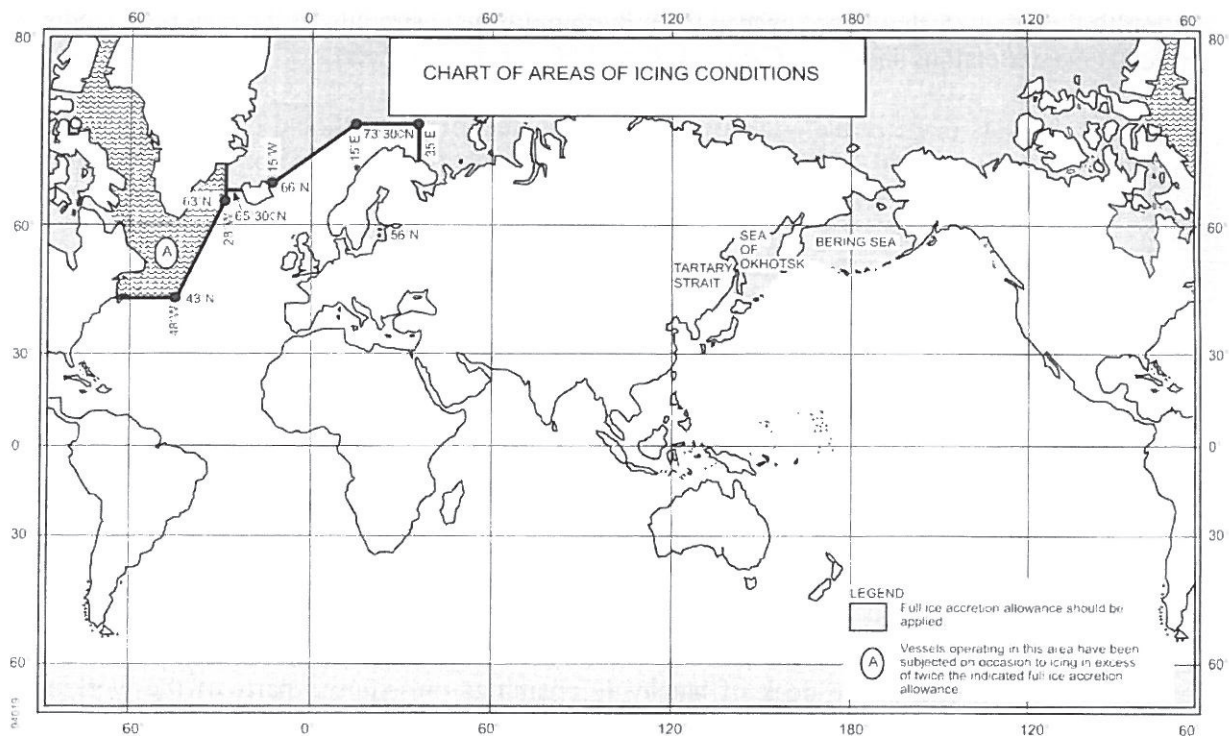 60° 0° 60° 120° 180° 120° 60°
80° 80°
CHART OF AREAS OF ICING CONDITIONS
73°30'N
15°E
35°E
15°W
66 N
63 N
65 30'N
28°W
60° 60°
56 N
SEA
OF
OKHOTSK
BERING SEA
TARTARY
STRAIT
A
43 N
48°W
30 30°
0 0°
30 30°
LEGEND
Full ice accretion allowance should be
applied.
A
Vessels operating in this area have been
subjected on occasion to icing in excess
of twice the indicated full ice accretion
allowance.
60 60°
60 0 60 120 180 120 60